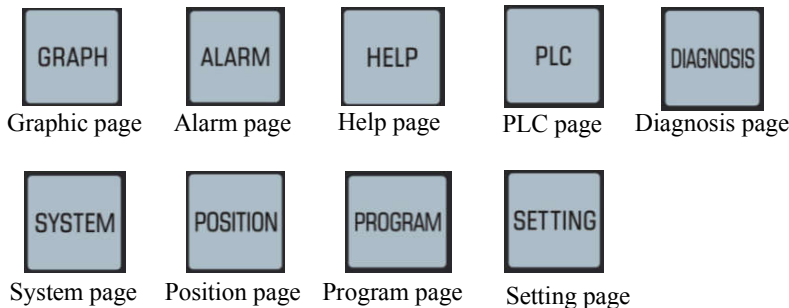 GRAPH ALARM HELP PLC DIAGNOSIS
Graphic page Alarm page Help page PLC page Diagnosis page
SYSTEM POSITION PROGRAM SETTING
System page Position page Program page Setting page